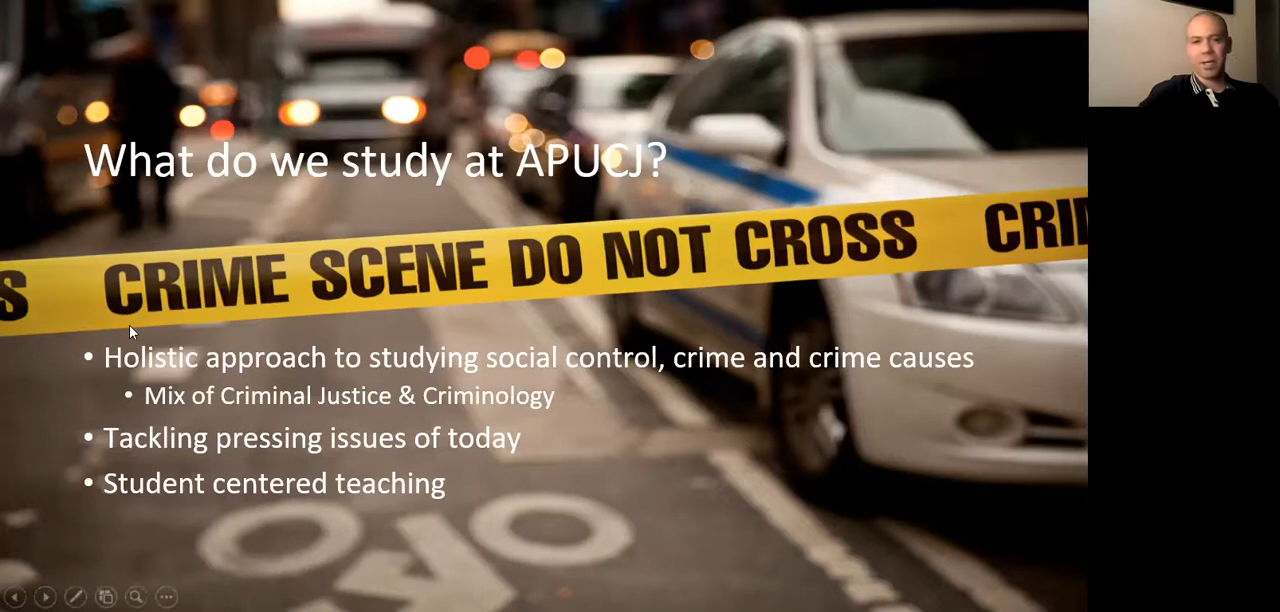 What do we study at APUCJ?
S CRIME SCENE DO NOT CROSS CRI
• Holistic approach to studying social control, crime and crime causes
• Mix of Criminal Justice & Criminology
• Tackling pressing issues of today
• Student centered teaching